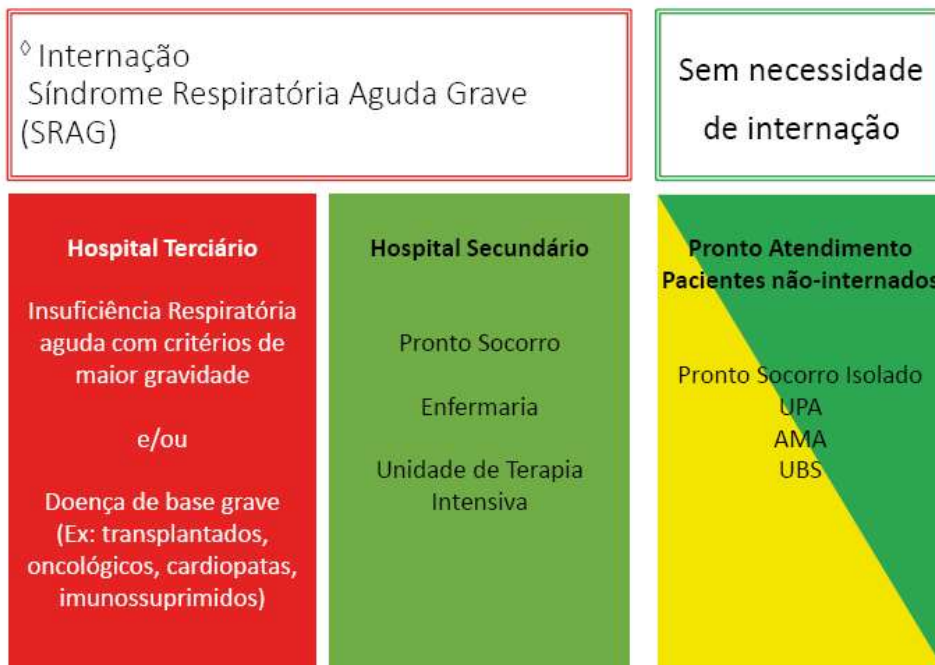 ◊ Internação
Síndrome Respiratória Aguda Grave
(SRAG)
Sem necessidade
de internação
Hospital Terciário
Insuficiência Respiratória
aguda com critérios de
maior gravidade
e/ou
Doença de base grave
(Ex: transplantados,
oncológicos, cardiopatas,
imunossuprimidos)
Hospital Secundário
Pronto Socorro
Enfermaria
Unidade de Terapia
Intensiva
Pronto Atendimento
Pacientes não-internados
Pronto Socorro Isolado
UPA
AMA
UBS